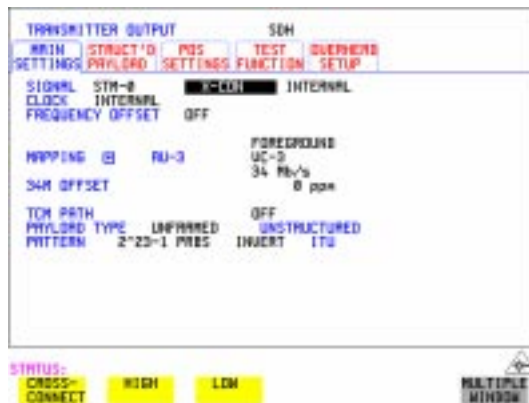 TRANSMITTER OUTPUT SDH
MAIN SETTINGS STRUCT'D PAYLOAD POS SETTINGS TEST FUNCTION OVERHEAD SETUP
SIGNAL STM-0 X-CON INTERNAL
CLOCK INTERNAL
FREQUENCY OFFSET OFF
FOREGROUND
MAPPING AU-3 VC-3
34 Mb/s
34M OFFSET 0 ppm
TCM PATH OFF
PAYLOAD TYPE UNFRAMED UNSTRUCTURED
PATTERN 2^23-1 PRBS INVERT ITU
STATUS:
CROSS-CONNECT HIGH LOW MULTIPLE WINDOW